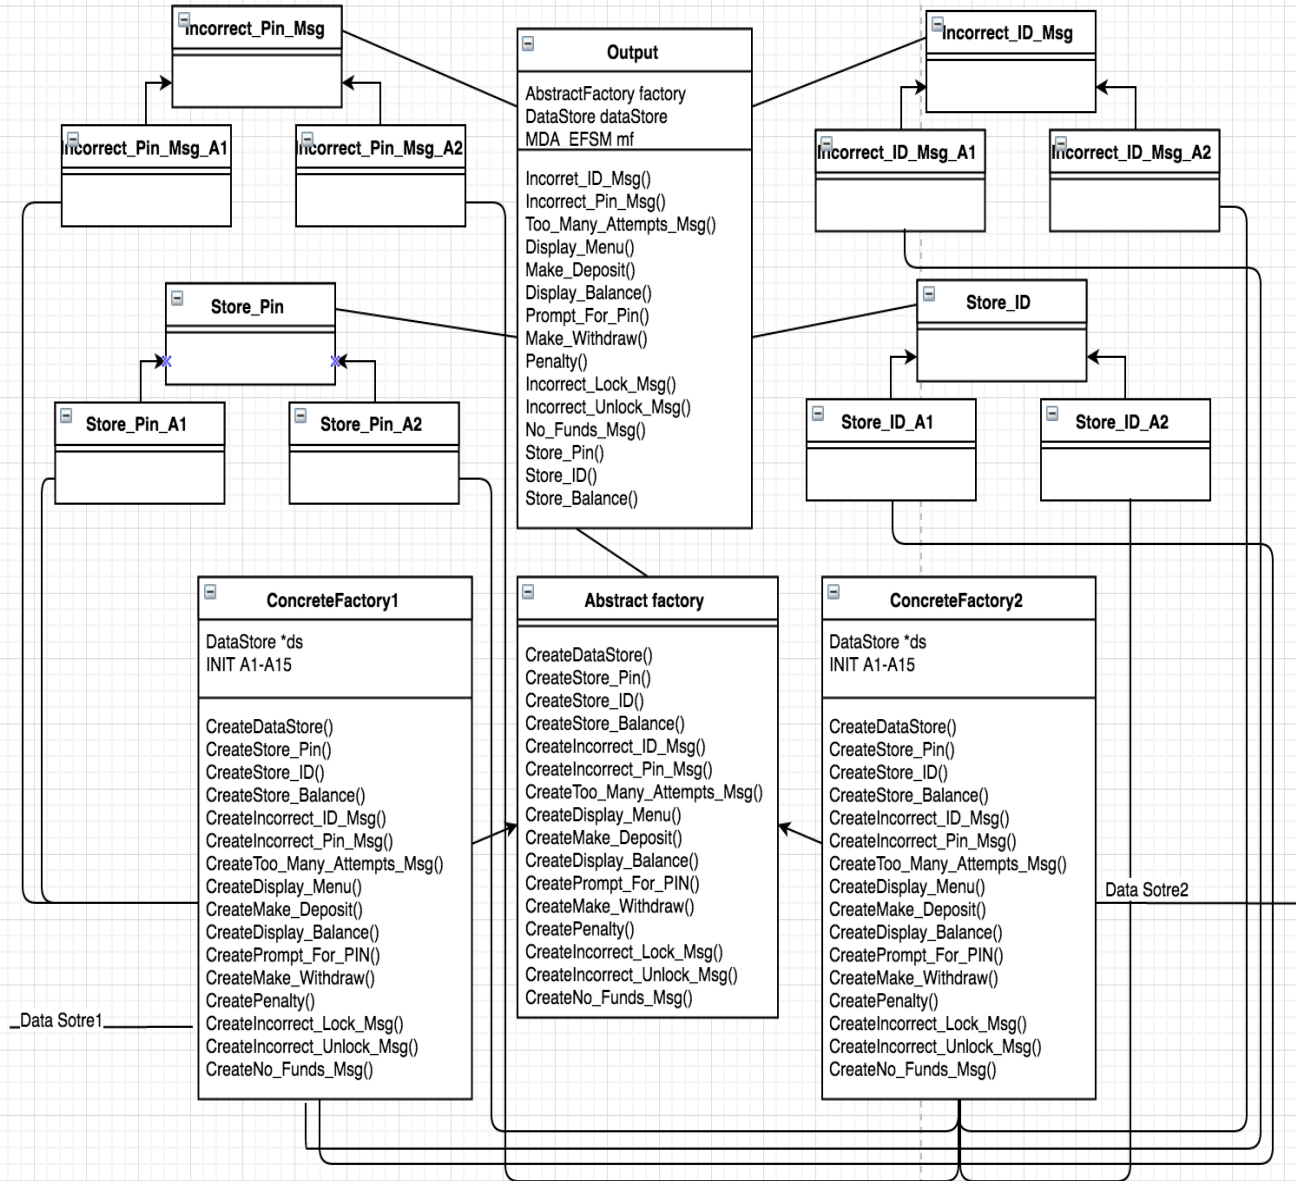 Incorrect_Pin_Msg
Incorrect_Pin_Msg_A1
Incorrect_Pin_Msg_A2
Output
AbstractFactory factory
DataStore dataStore
MDA_EFSM mf
Incorret_ID_Msg()
Incorrect_Pin_Msg()
Too_Many_Attempts_Msg()
Display_Menu()
Make_Deposit()
Display_Balance()
Prompt_For_Pin()
Make_Withdraw()
Penalty()
Incorrect_Lock_Msg()
Incorrect_Unlock_Msg()
No_Funds_Msg()
Store_Pin()
Store_ID()
Store_Balance()
Incorrect_ID_Msg
Incorrect_ID_Msg_A1
Incorrect_ID_Msg_A2
Store_Pin
Store_Pin_A1
Store_Pin_A2
Store_ID
Store_ID_A1
Store_ID_A2
ConcreteFactory1
DataStore *ds
INIT A1-A15
CreateDataStore()
CreateStore_Pin()
CreateStore_ID()
CreateStore_Balance()
CreateIncorrect_ID_Msg()
CreateIncorrect_Pin_Msg()
CreateToo_Many_Attempts_Msg()
CreateDisplay_Menu()
CreateMake_Deposit()
CreateDisplay_Balance()
CreatePrompt_For_PIN()
CreateMake_Withdraw()
CreatePenalty()
CreateIncorrect_Lock_Msg()
CreateIncorrect_Unlock_Msg()
CreateNo_Funds_Msg()
Data Sotre1
Abstract factory
CreateDataStore()
CreateStore_Pin()
CreateStore_ID()
CreateStore_Balance()
CreateIncorrect_ID_Msg()
CreateIncorrect_Pin_Msg()
CreateToo_Many_Attempts_Msg()
CreateDisplay_Menu()
CreateMake_Deposit()
CreateDisplay_Balance()
CreatePrompt_For_PIN()
CreateMake_Withdraw()
CreatePenalty()
CreateIncorrect_Lock_Msg()
CreateIncorrect_Unlock_Msg()
CreateNo_Funds_Msg()
ConcreteFactory2
DataStore *ds
INIT A1-A15
CreateDataStore()
CreateStore_Pin()
CreateStore_ID()
CreateStore_Balance()
CreateIncorrect_ID_Msg()
CreateIncorrect_Pin_Msg()
CreateToo_Many_Attempts_Msg()
CreateDisplay_Menu()
CreateMake_Deposit()
CreateDisplay_Balance()
CreatePrompt_For_PIN()
CreateMake_Withdraw()
CreatePenalty()
CreateIncorrect_Lock_Msg()
CreateIncorrect_Unlock_Msg()
CreateNo_Funds_Msg()
Data Sotre2